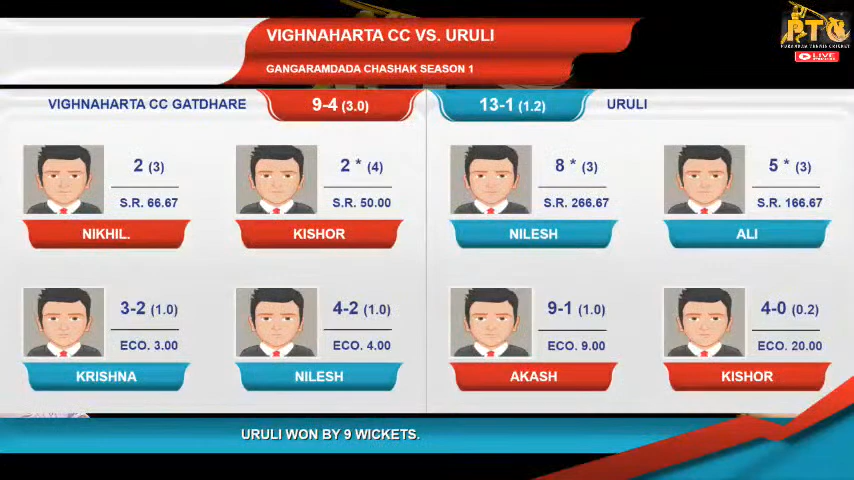 VIGHNAHARTA CC VS. URULI
GANGARAMDADA CHASHAK SEASON 1
PTC
PURANDAR TENNIS CRICKET
LIVE
VIGHNAHARTA CC GATDHARE
9-4 (3.0)
13-1 (1.2)
URULI
2 (3)
S.R. 66.67
NIKHIL.
2 * (4)
S.R. 50.00
KISHOR
8 * (3)
S.R. 266.67
NILESH
5 * (3)
S.R. 166.67
ALI
3-2 (1.0)
ECO. 3.00
KRISHNA
4-2 (1.0)
ECO. 4.00
NILESH
9-1 (1.0)
ECO. 9.00
AKASH
4-0 (0.2)
ECO. 20.00
KISHOR
URULI WON BY 9 WICKETS.